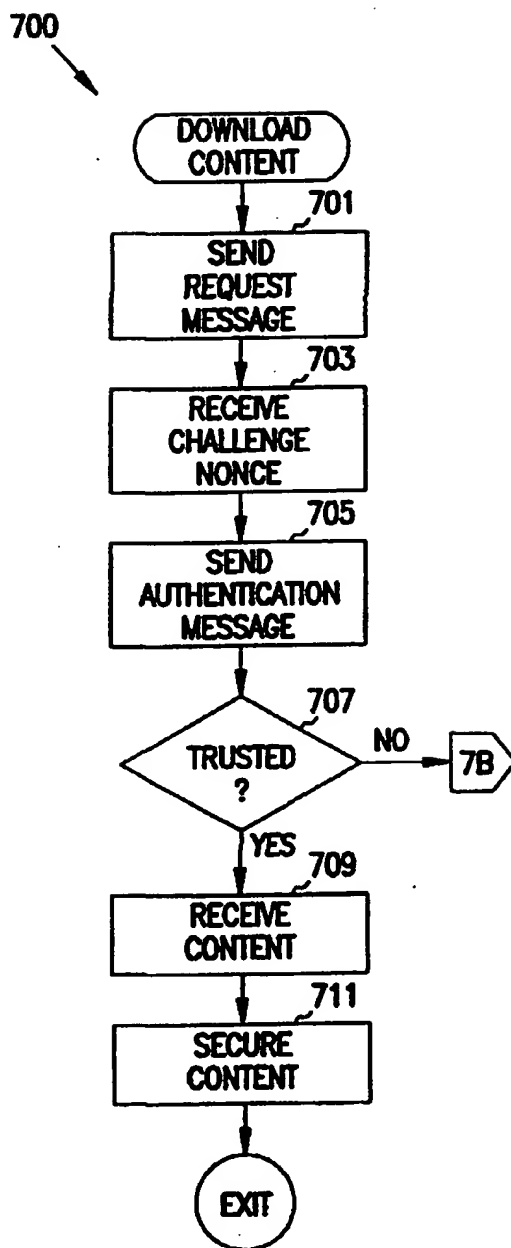 700
DOWNLOAD
CONTENT
701
SEND
REQUEST
MESSAGE
703
RECEIVE
CHALLENGE
NONCE
705
SEND
AUTHENTICATION
MESSAGE
707
TRUSTED
?
NO
7B
YES
709
RECEIVE
CONTENT
711
SECURE
CONTENT
EXIT